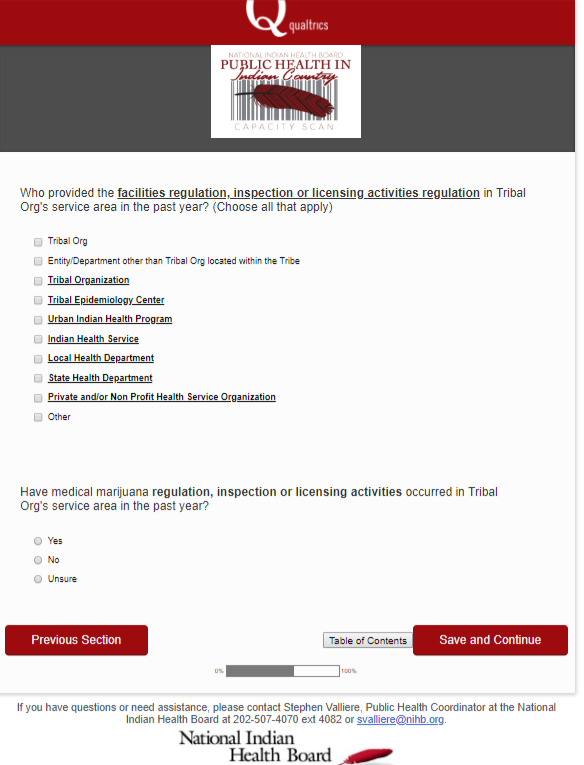 qualtrics
NATIONAL INDIAN HEALTH BOARD
PUBLIC HEALTH IN
Indian Country
CAPACITY SCAN
Who provided the facilities regulation, inspection or licensing activities regulation in Tribal
Org's service area in the past year? (Choose all that apply)
Tribal Org
Entity/Department other than Tribal Org located within the Tribe
Tribal Organization
Tribal Epidemiology Center
Urban Indian Health Program
Indian Health Service
Local Health Department
State Health Department
Private and/or Non Profit Health Service Organization
Other
Have medical marijuana regulation, inspection or licensing activities occurred in Tribal
Org's service area in the past year?
Yes
No
Unsure
Previous Section
Table of Contents
Save and Continue
0% 100%
If you have questions or need assistance, please contact Stephen Valliere, Public Health Coordinator at the National
Indian Health Board at 202-507-4070 ext 4082 or svalliere@nihb.org.
National Indian
Health Board